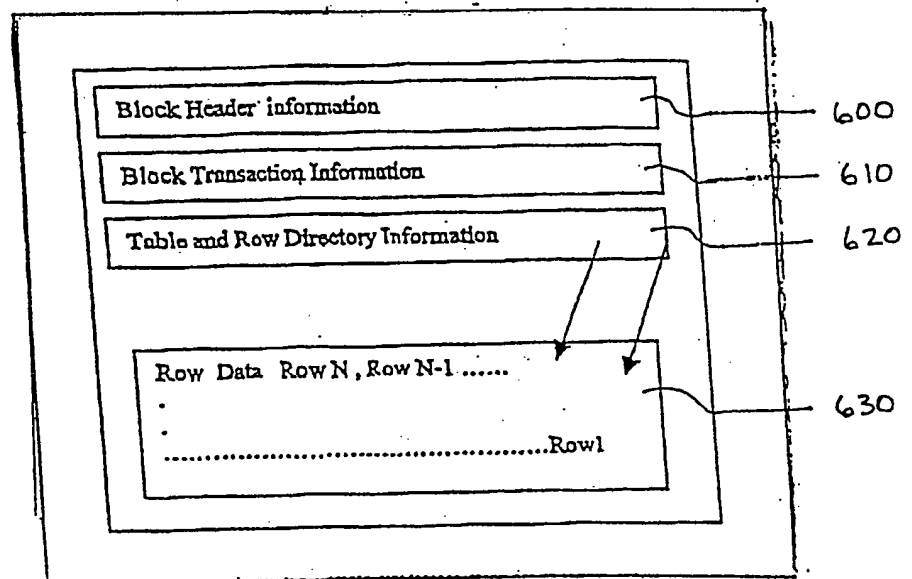 Block Header information
600
Block Transaction Information
610
Table and Row Directory Information
620
Row Data Row N , Row N-1 ......
.
.
................................................Row1
630